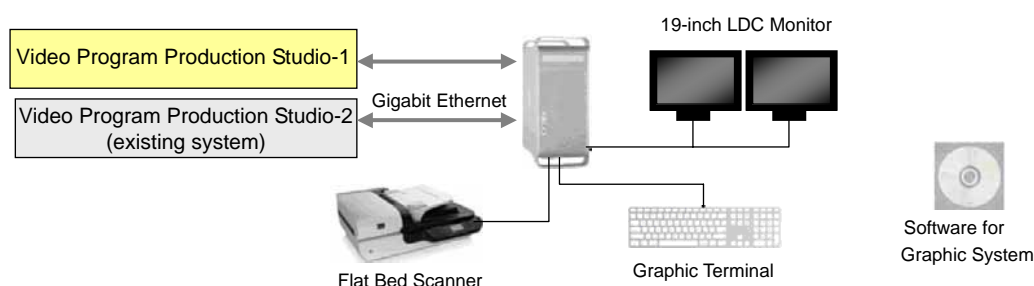 19-inch LDC Monitor
Video Program Production Studio-1
Gigabit Ethernet
Video Program Production Studio-2
(existing system)
Software for
Graphic System
Graphic Terminal
Flat Bed Scanner